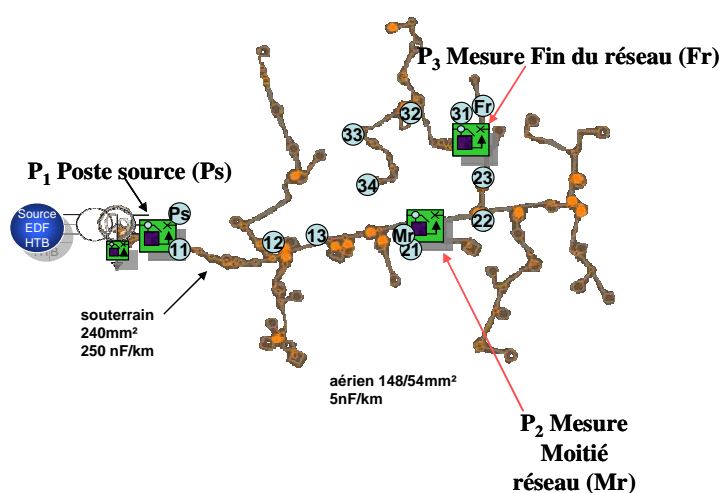 P₃ Mesure Fin du réseau (Fr)
32
31
Fr
33
34
23
P₁ Poste source (Ps)
Source
EDF
HTB
Ps
11
12
13
Mr
21
22
souterrain
240mm²
250 nF/km
aérien 148/54mm²
5nF/km
P₂ Mesure
Moitié
réseau (Mr)